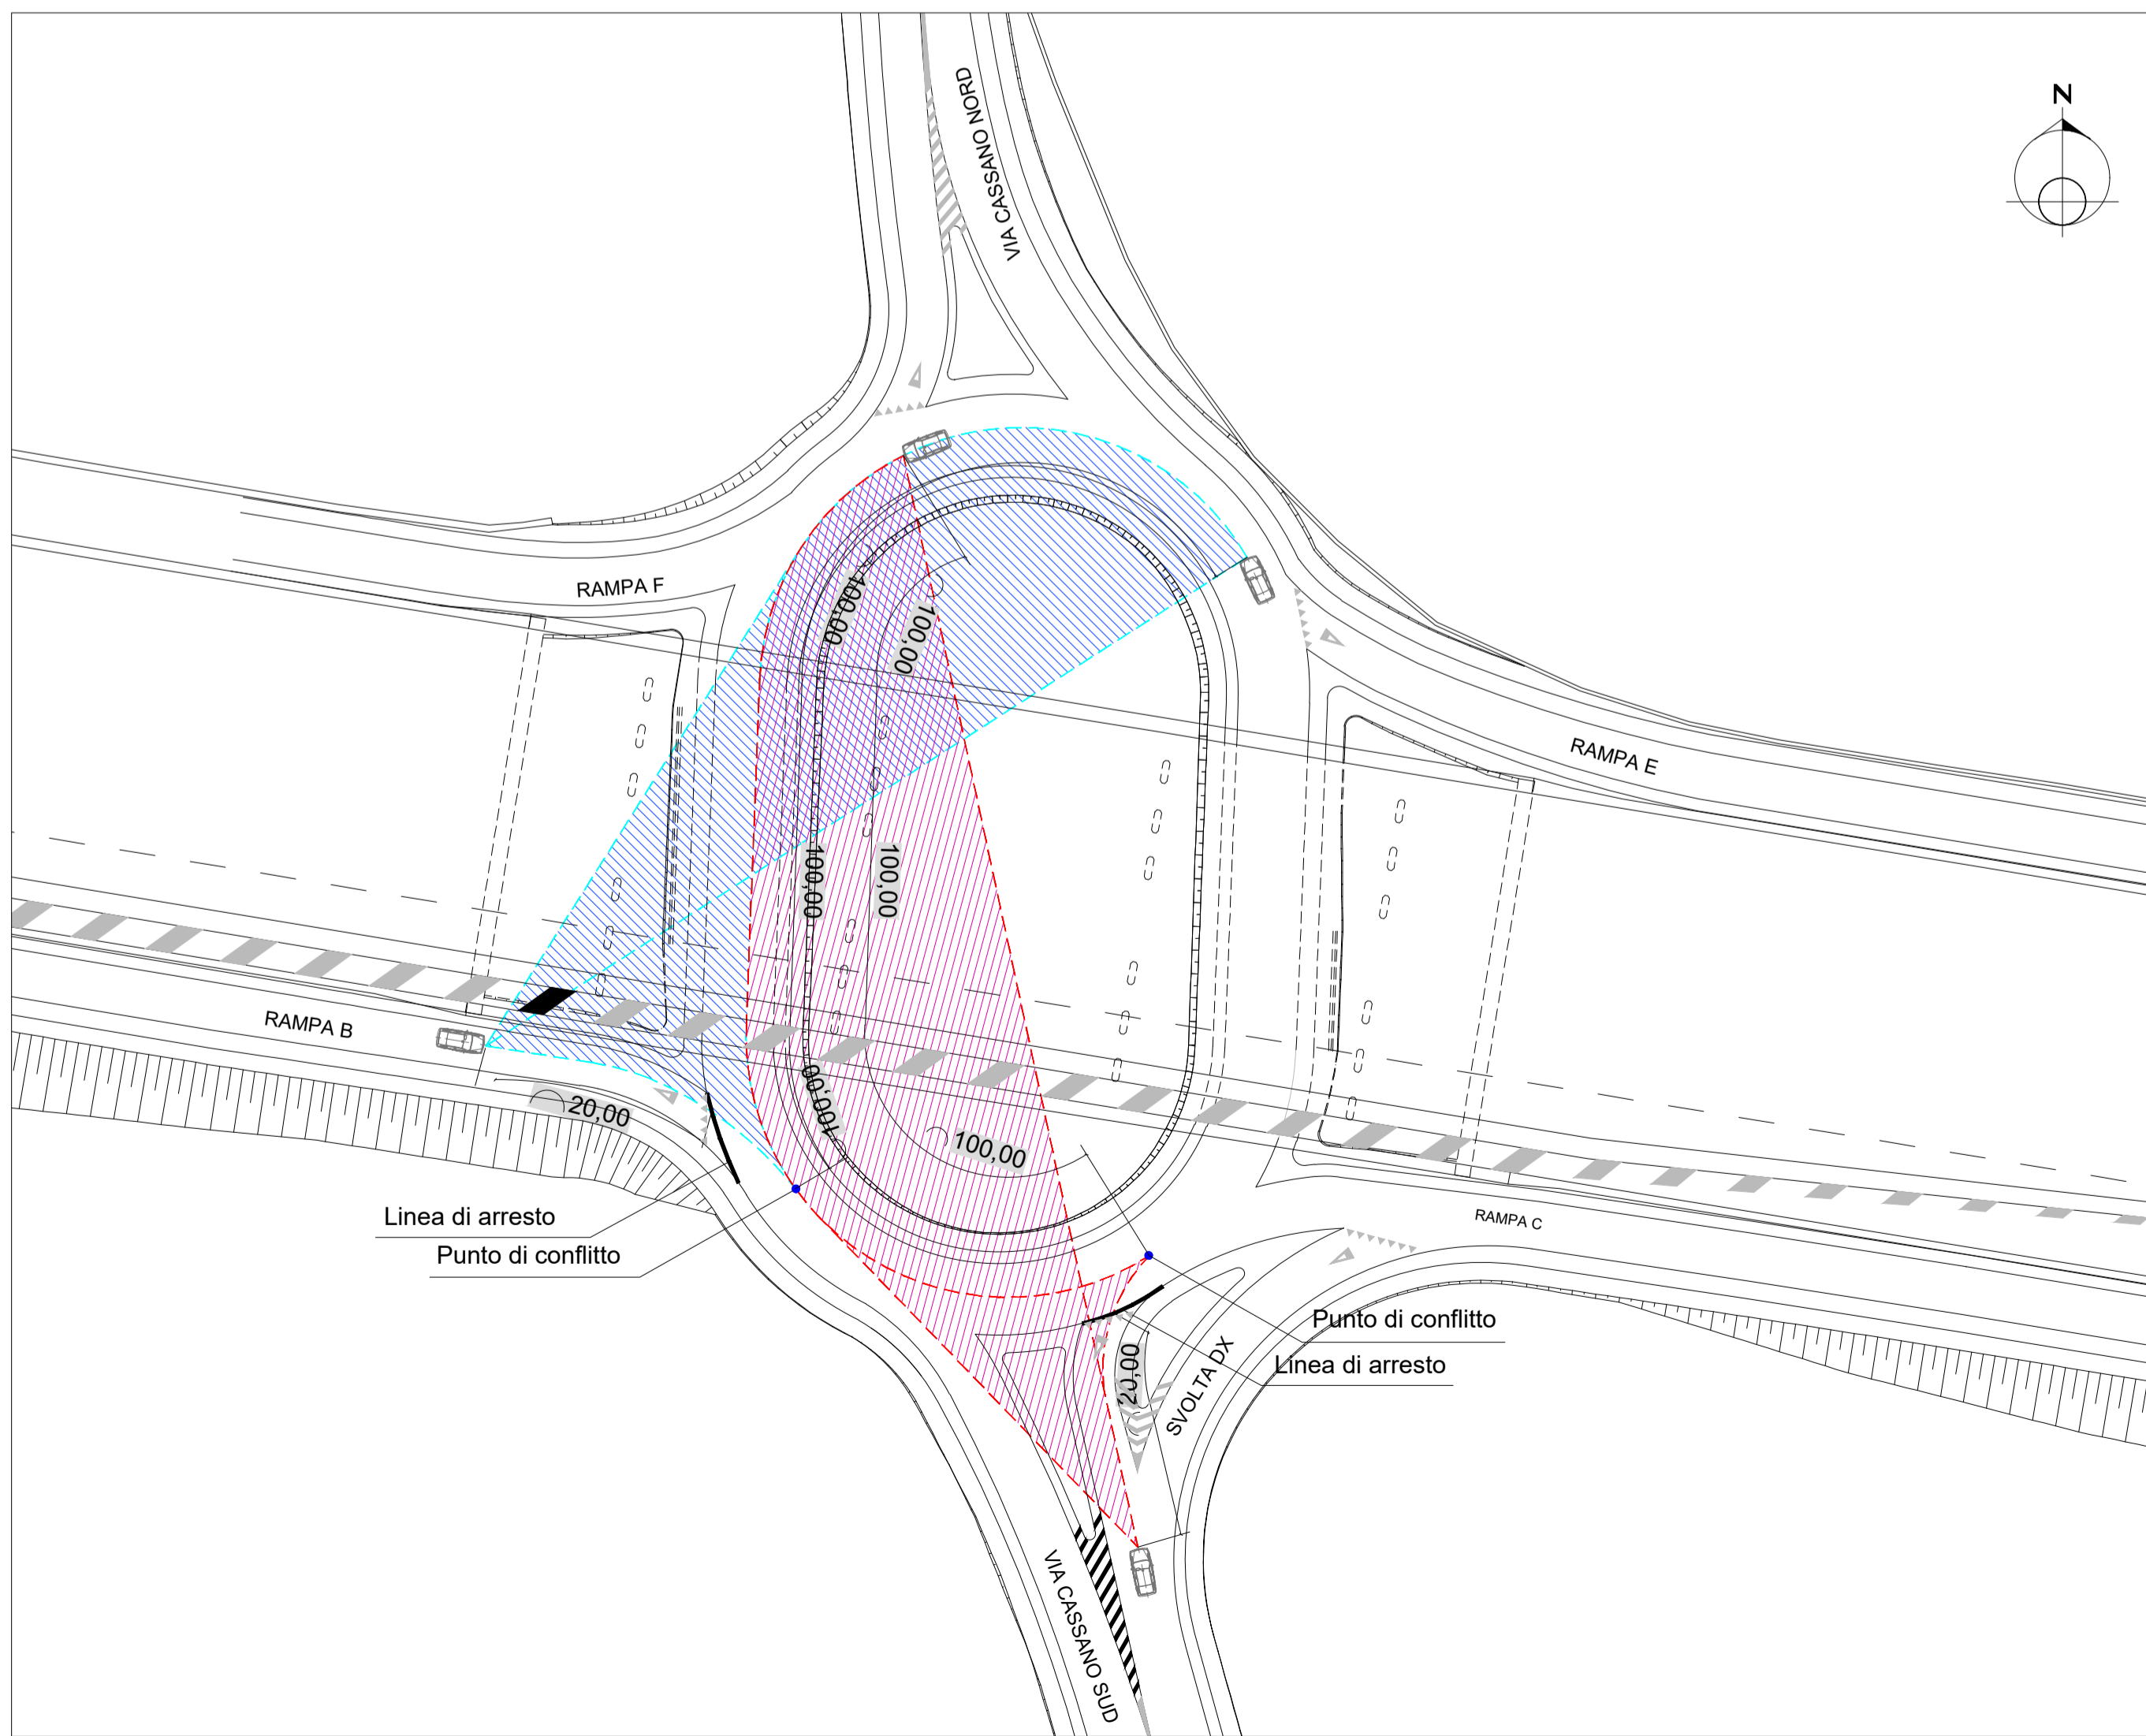 VIA CASSANO NORD
N
RAMPA F
100,00
100,00
RAMPA E
100,00
100,00
RAMPA B
20,00
100,00
100,00
Linea di arresto
Punto di conflitto
RAMPA C
Punto di conflitto
Linea di arresto
20,00
SVOLTA DX
VIA CASSANO SUD